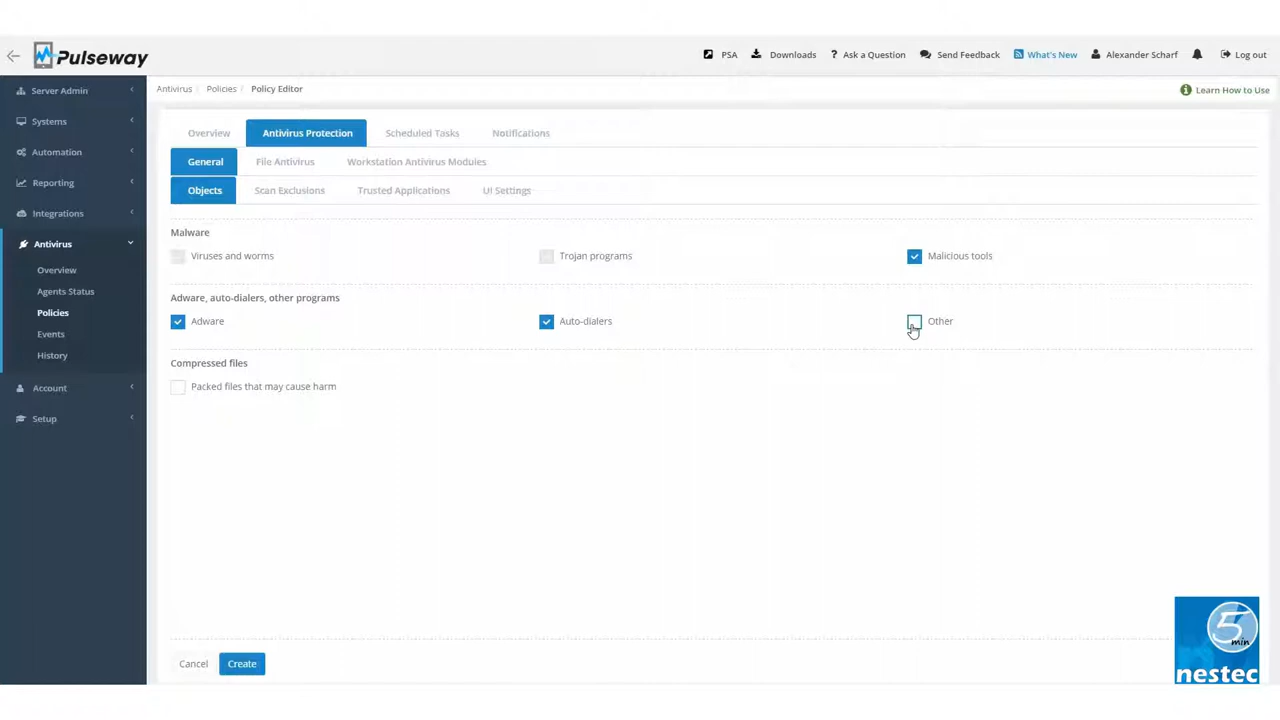 Pulseway
PSA
Downloads
? Ask a Question
Send Feedback
What's New
Alexander Scharf
Log out
Server Admin
Systems
Automation
Reporting
Integrations
Antivirus
Overview
Agents Status
Policies
Events
History
Account
Setup
Antivirus
Policies
Policy Editor
Learn How to Use
Overview
Antivirus Protection
Scheduled Tasks
Notifications
General
File Antivirus
Workstation Antivirus Modules
Objects
Scan Exclusions
Trusted Applications
UI Settings
Malware
Viruses and worms
Trojan programs
Malicious tools
Adware, auto-dialers, other programs
Adware
Auto-dialers
Other
Compressed files
Packed files that may cause harm
Cancel
Create
5
min
nestec